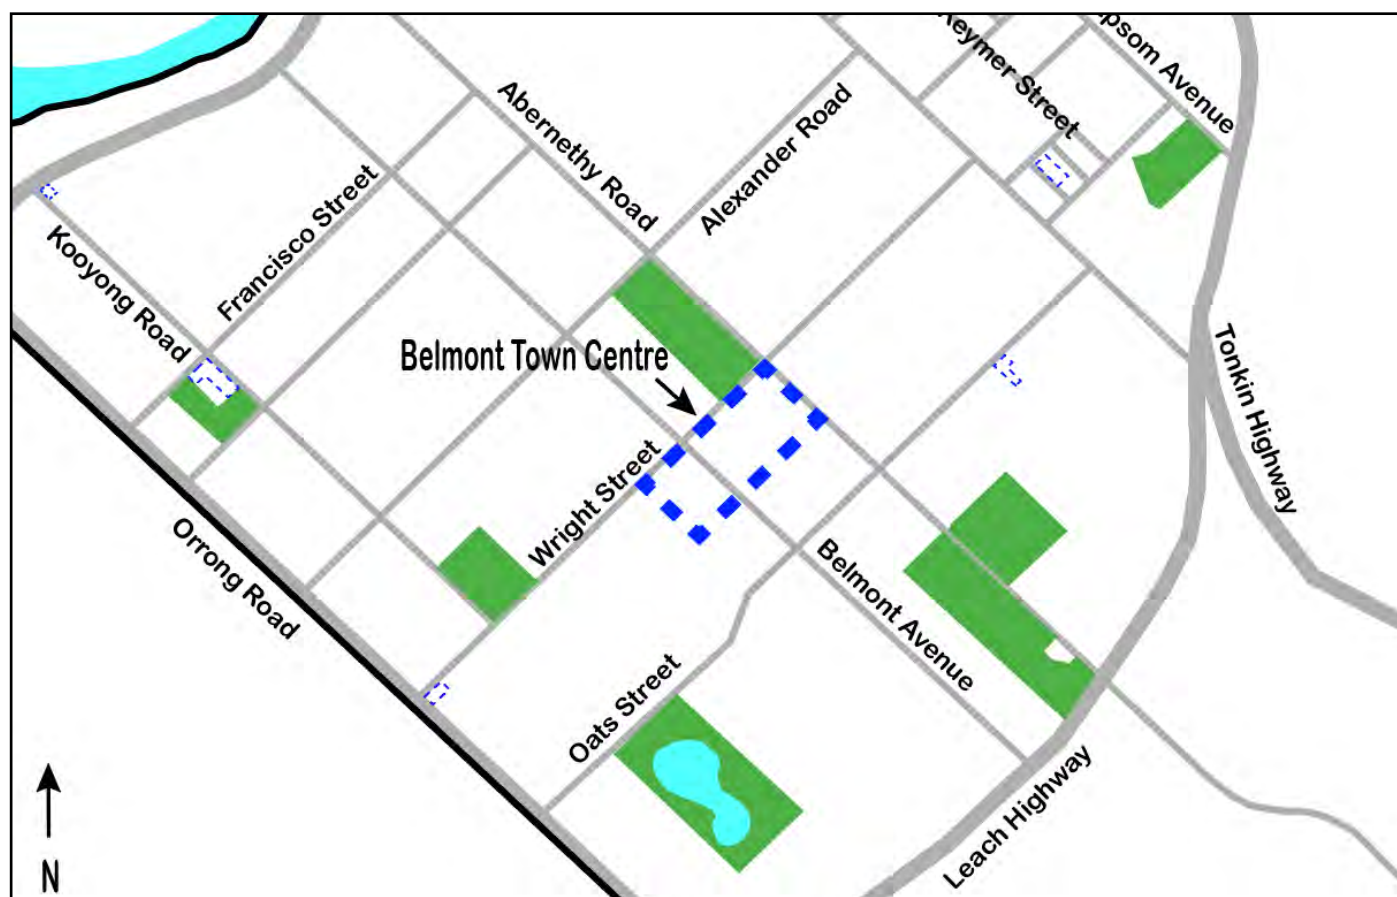 Keymer Street
psom Avenue
Abernethy Road
Alexander Road
Francisco Street
Kooyong Road
Belmont Town Centre
Tonkin Highway
Wright Street
Orrong Road
Belmont Avenue
Oats Street
Leach Highway
N